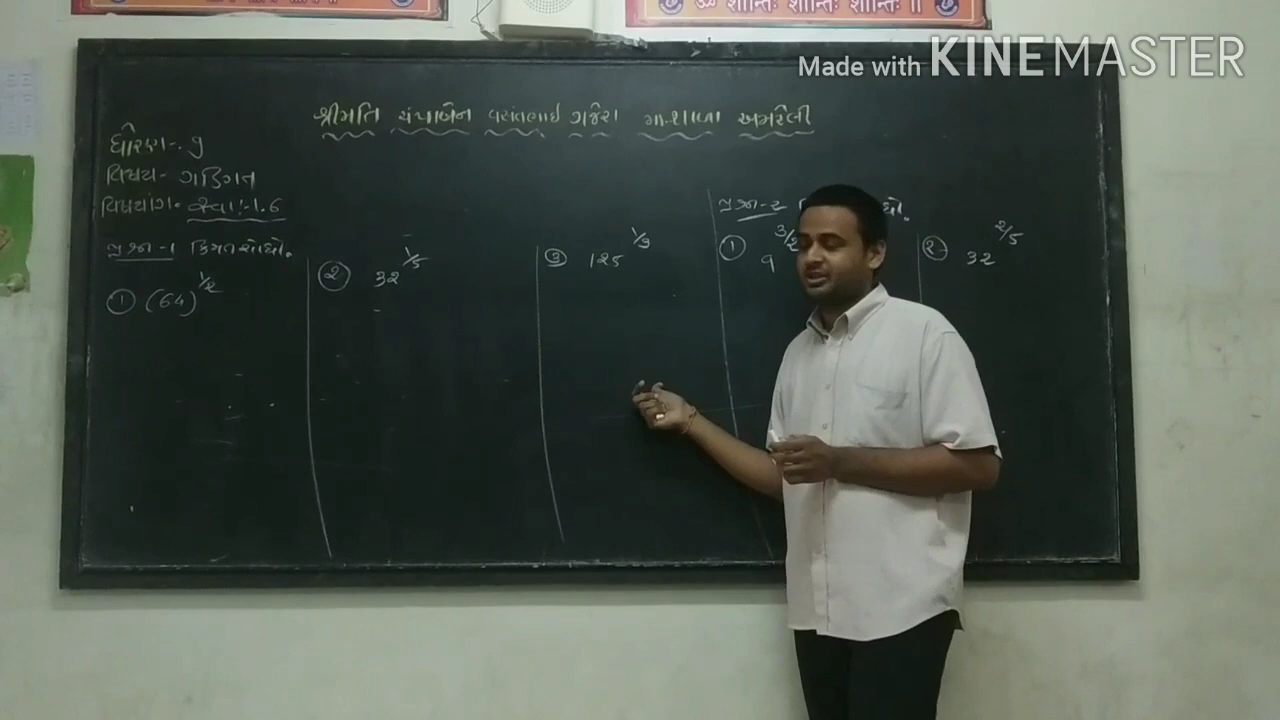 ॥ ॐ शान्तिः शान्तिः शान्तिः ॥
Made with KINEMASTER
શ્રીમતિ ચંપાબેન વસંતભાઇ ગજેરા મા.શાળા અમરેલી
ધોરણ-. 9
વિષય- ગણિત
વિષયાંગ. સ્વા.-1.6
પ્રશ્ન-1 કિંમત શોધો.
① (64)^1/2
② 32^1/5
③ 125^1/3
પ્રશ્ન-2
① 9^3/2
② 32^2/5